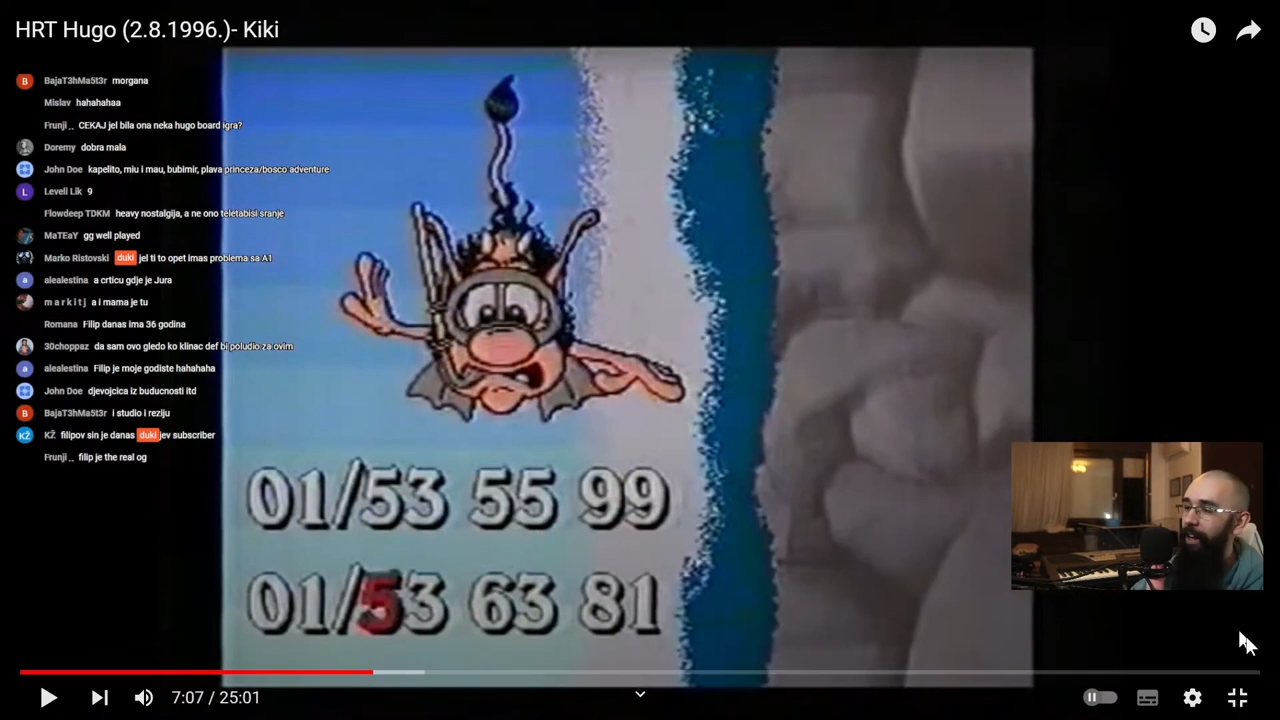 HRT Hugo (2.8.1996.)- Kiki
B BajaT3hMa5t3r morgana
Mislav hahahahaa
Frunji .. CEKAJ jel bila ona neka hugo board igra?
Doremy dobra mala
John Doe kapelito, miu i mau, bubimir, plava princeza/bosco adventure
L Leveli Lik 9
Flowdeep TDKM heavy nostalgija, a ne ono teletabisi sranje
MaTEaY gg well played
Marko Ristovski duki jel ti to opet imas problema sa A1
a alealestina a crticu gdje je Jura
m a r k i t j a i mama je tu
Romana Filip danas ima 36 godina
30choppaz da sam ovo gledo ko klinac def bi poludio za ovim
a alealestina Filip je moje godiste hahahaha
John Doe djevojcica iz buducnosti itd
B BajaT3hMa5t3r i studio i reziju
KŽ KŽ filipov sin je danas duki jev subscriber
Frunji .. filip je the real og
01/53 55 99
01/53 63 81
7:07 / 25:01